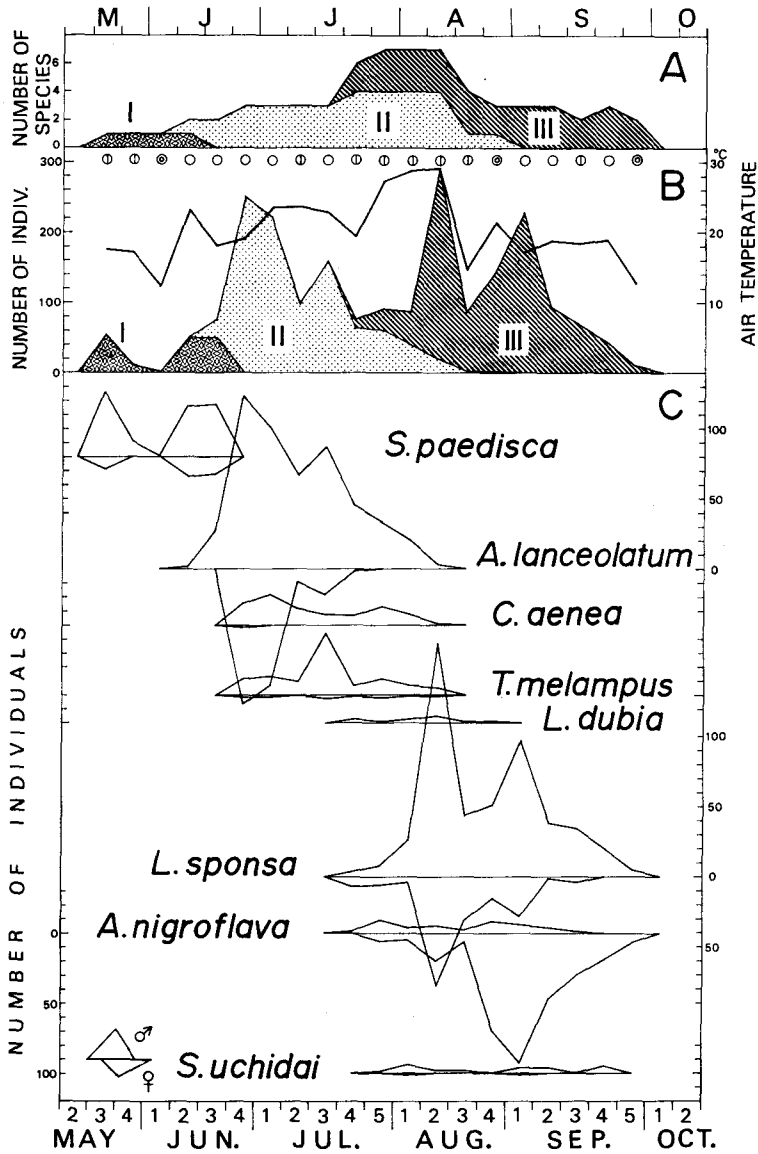 M J J A S O
A
NUMBER OF SPECIES
6
4
2
0
I
II
III
B
NUMBER OF INDIV.
300
200
100
0
°C
30
20
10
AIR TEMPERATURE
I
II
III
C
S. paedisca
100
50
0
A. lanceolatum
C. aenea
T. melampus
L. dubia
100
50
0
L. sponsa
A. nigroflava
0
50
50
100
♂
♀
S. uchidai
NUMBER OF INDIVIDUALS
2 3 4 1 2 3 4 1 2 3 4 5 1 2 3 4 1 2 3 4 5 1 2
MAY JUN. JUL. AUG. SEP. OCT.